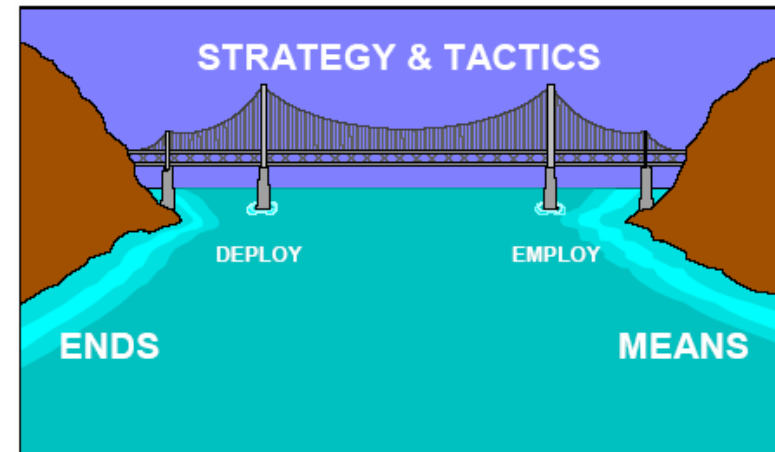 STRATEGY & TACTICS
DEPLOY
EMPLOY
ENDS
MEANS